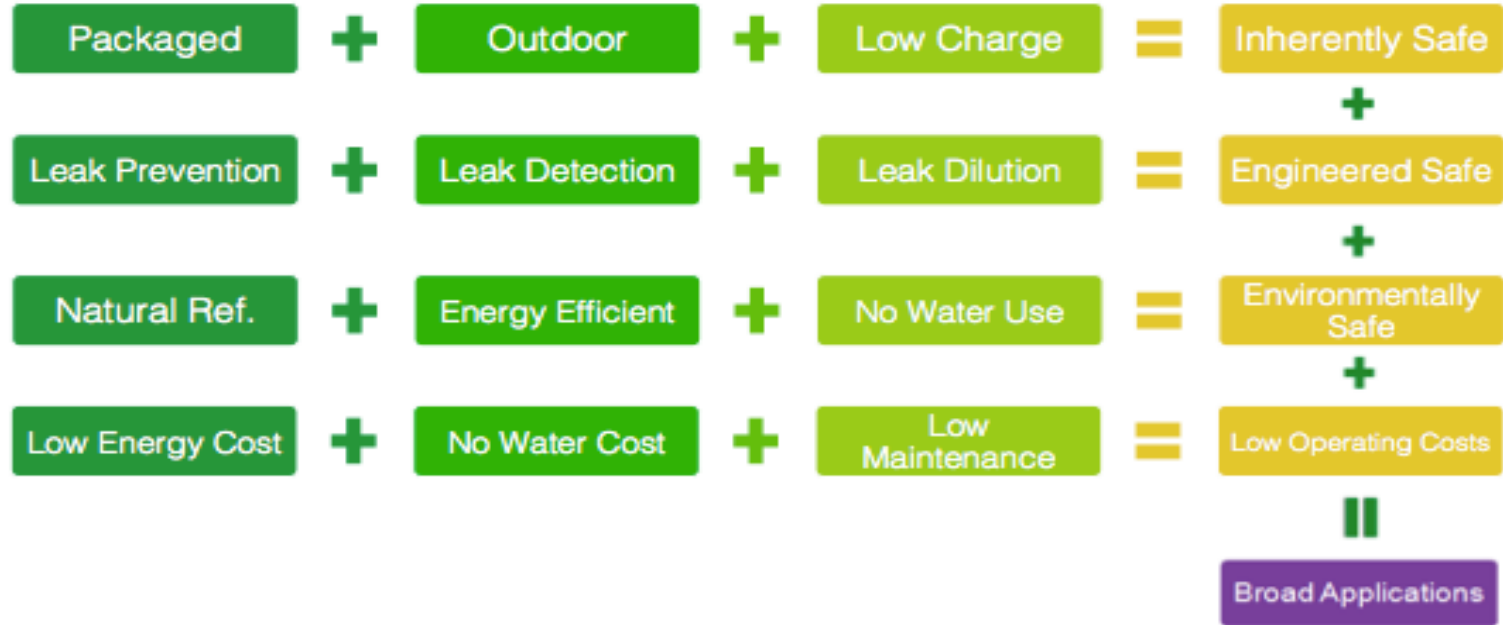 Packaged + Outdoor + Low Charge = Inherently Safe
+
Leak Prevention + Leak Detection + Leak Dilution = Engineered Safe
+
Natural Ref. + Energy Efficient + No Water Use = Environmentally
Safe
+
Low Energy Cost + No Water Cost + Low
Maintenance = Low Operating Costs
=
Broad Applications